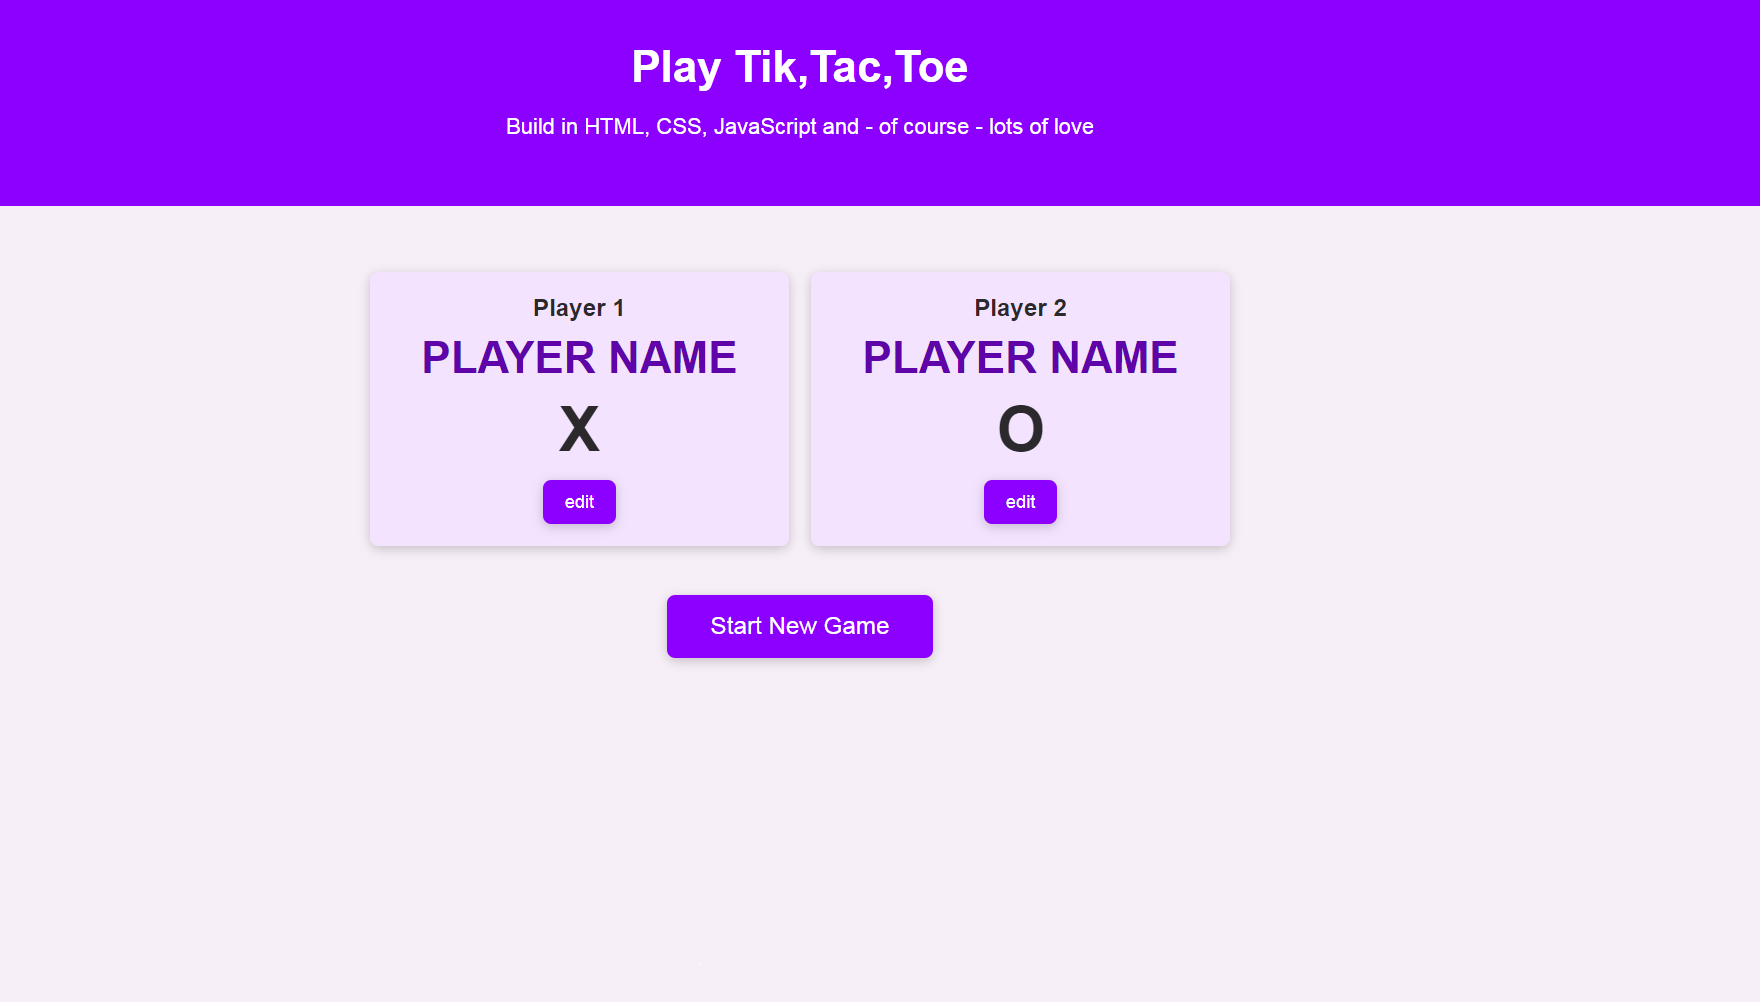 Play Tik,Tac,Toe
Build in HTML, CSS, JavaScript and - of course - lots of love
Player 1
PLAYER NAME
X
edit
Player 2
PLAYER NAME
O
edit
Start New Game